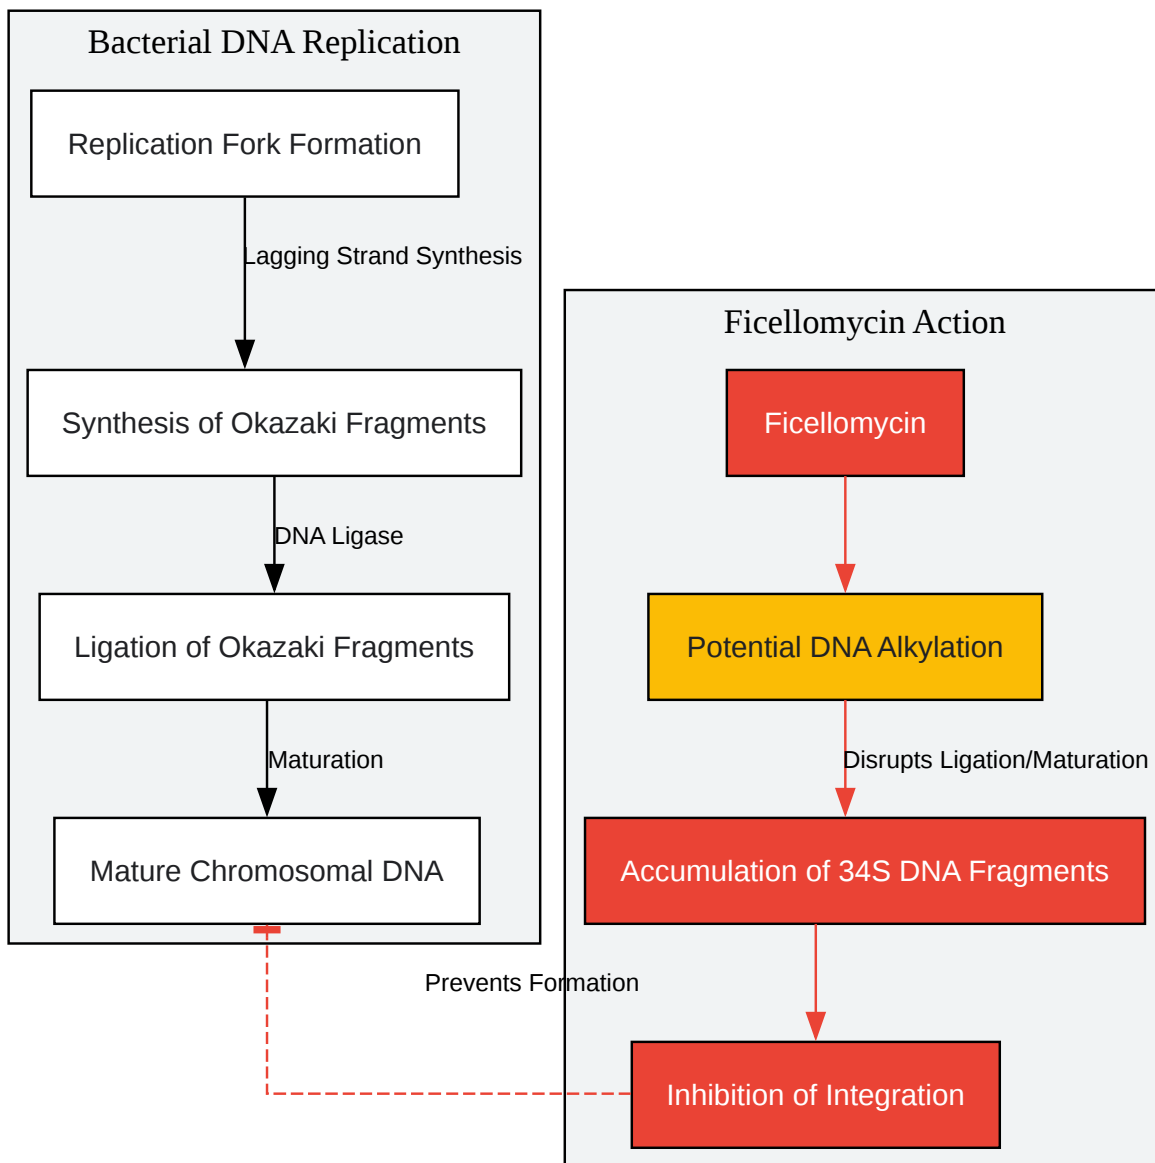 Bacterial DNA Replication
Replication Fork Formation
Lagging Strand Synthesis
Synthesis of Okazaki Fragments
DNA Ligase
Ligation of Okazaki Fragments
Maturation
Mature Chromosomal DNA
Ficellomycin Action
Ficellomycin
Potential DNA Alkylation
Disrupts Ligation/Maturation
Accumulation of 34S DNA Fragments
Prevents Formation
Inhibition of Integration